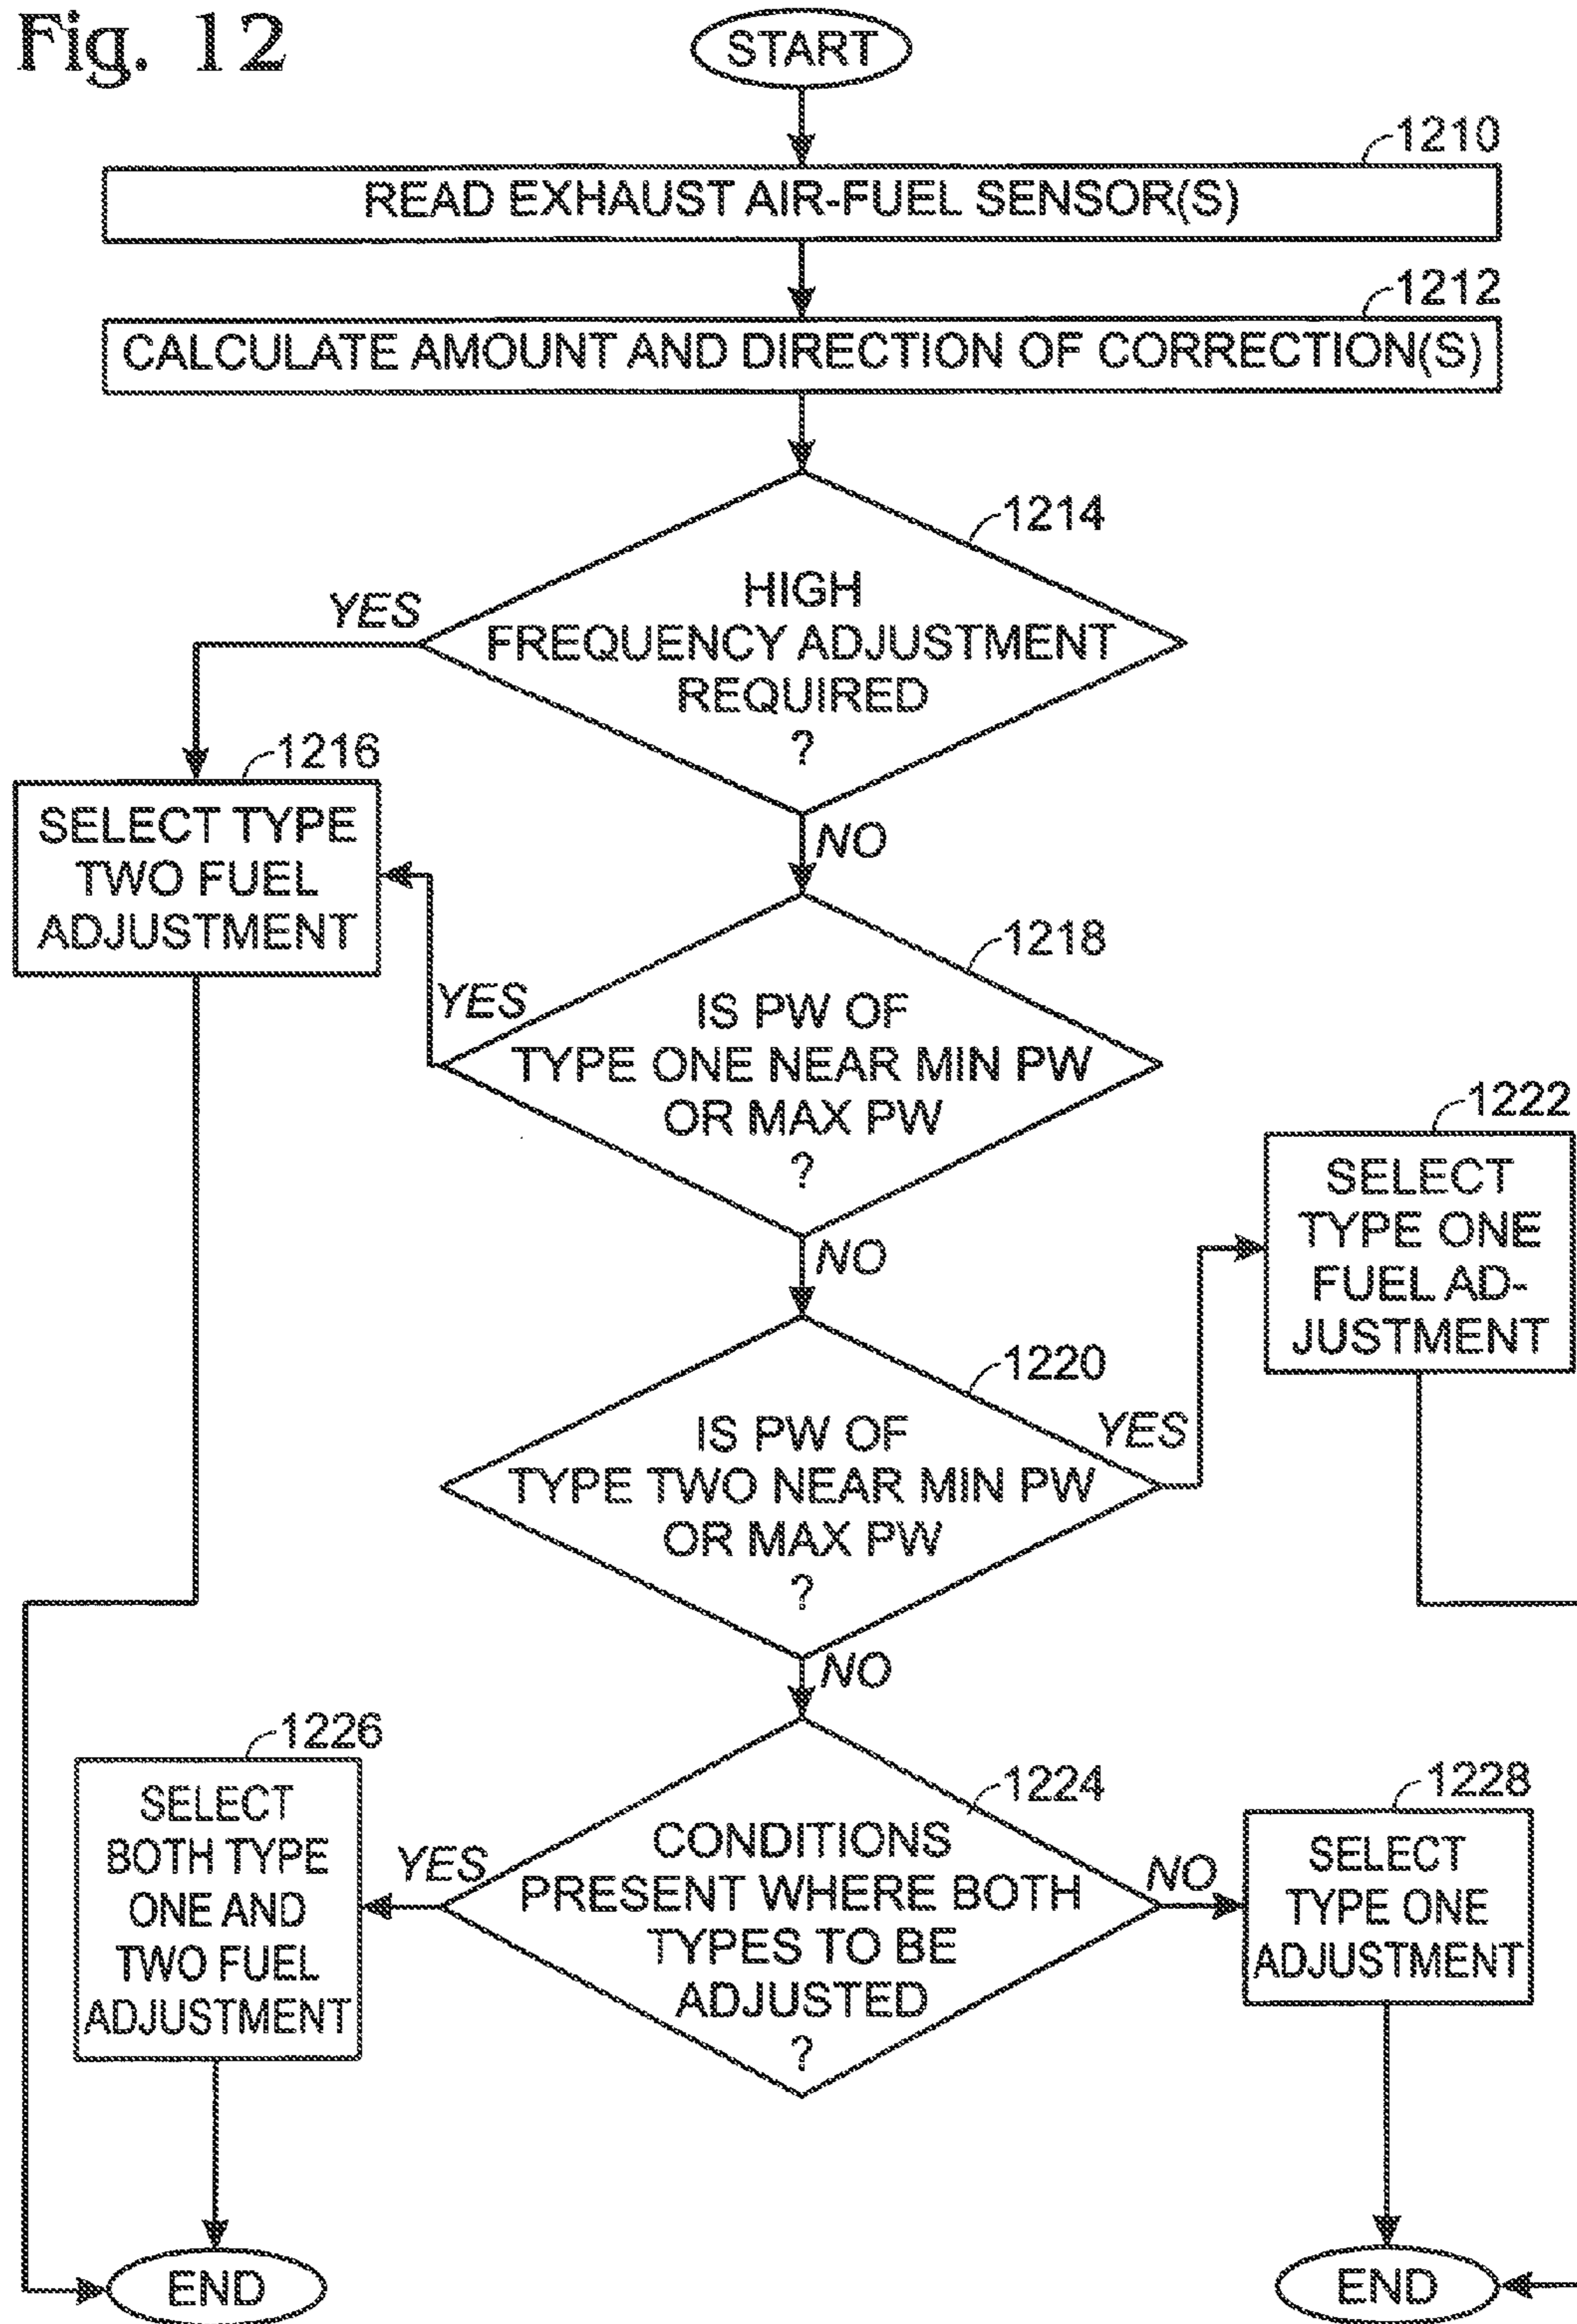 Fig. 12
START
1210
READ EXHAUST AIR-FUEL SENSOR(S)
1212
CALCULATE AMOUNT AND DIRECTION OF CORRECTION(S)
1214
HIGH
FREQUENCY ADJUSTMENT
REQUIRED
?
YES
NO
1216
SELECT TYPE
TWO FUEL
ADJUSTMENT
1218
IS PW OF
TYPE ONE NEAR MIN PW
OR MAX PW
?
YES
NO
1222
SELECT
TYPE ONE
FUEL AD-
JUSTMENT
1220
IS PW OF
TYPE TWO NEAR MIN PW
OR MAX PW
?
YES
NO
1226
SELECT
BOTH TYPE
ONE AND
TWO FUEL
ADJUSTMENT
1224
CONDITIONS
PRESENT WHERE BOTH
TYPES TO BE
ADJUSTED
?
YES
NO
1228
SELECT
TYPE ONE
ADJUSTMENT
END
END